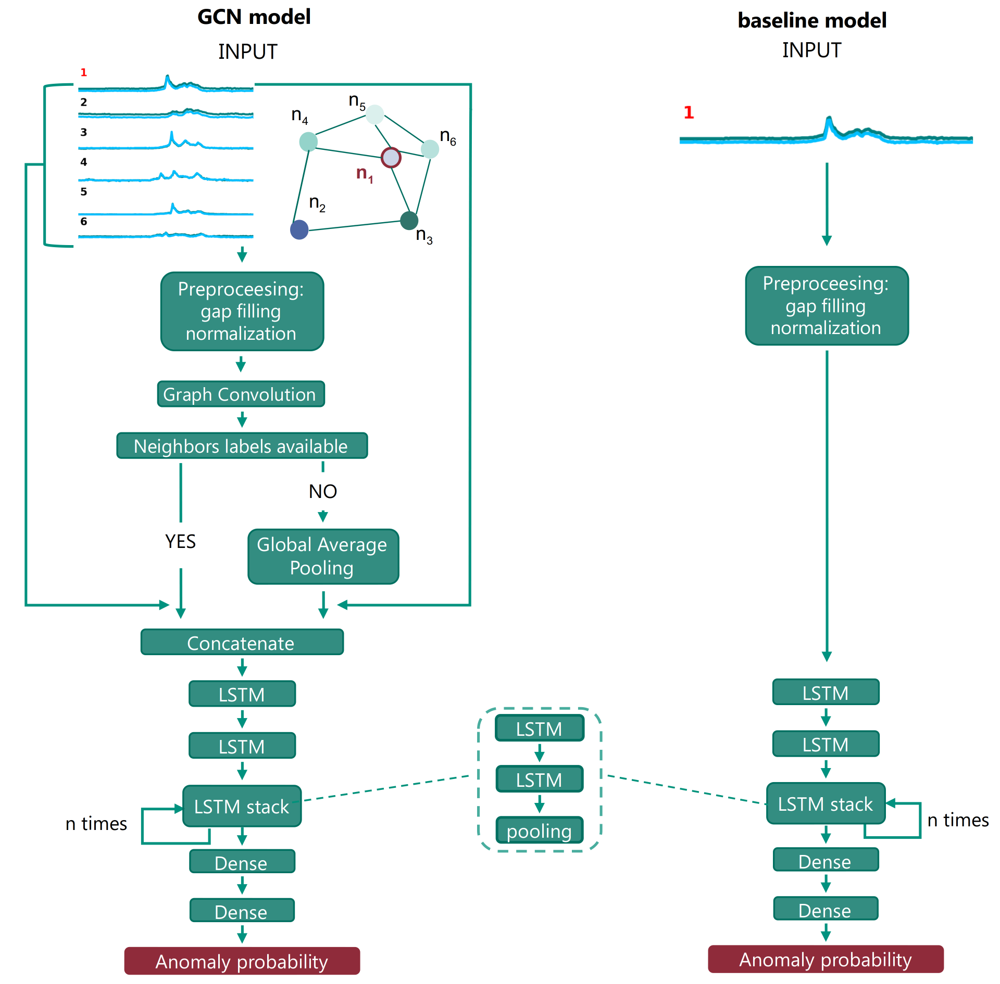 GCN model
INPUT
1
2
3
4
5
6
n5
n4
n6
n1
n2
n3
Preproceesing:
gap filling
normalization
Graph Convolution
Neighbors labels available
NO
YES
Global Average
Pooling
Concatenate
LSTM
LSTM
LSTM stack
n times
Dense
Dense
Anomaly probability
LSTM
LSTM
pooling
baseline model
INPUT
1
Preproceesing:
gap filling
normalization
LSTM
LSTM
LSTM stack
n times
Dense
Dense
Anomaly probability